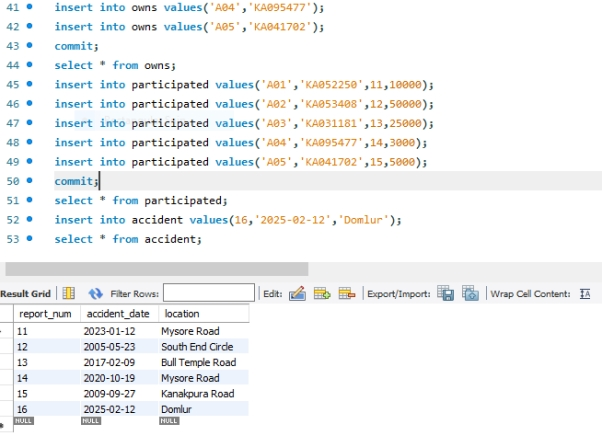 41 insert into owns values('A04','KA095477');
42 insert into owns values('A05','KA041702');
43 commit;
44 select * from owns;
45 insert into participated values('A01','KA052250',11,10000);
46 insert into participated values('A02','KA053408',12,50000);
47 insert into participated values('A03','KA031181',13,25000);
48 insert into participated values('A04','KA095477',14,3000);
49 insert into participated values('A05','KA041702',15,5000);
50 commit;
51 select * from participated;
52 insert into accident values(16,'2025-02-12','Domlur');
53 select * from accident;
Result Grid Filter Rows: Edit: Export/Import: Wrap Cell Content: IA
report_num accident_date location
11 2023-01-12 Mysore Road
12 2005-05-23 South End Circle
13 2017-02-09 Bull Temple Road
14 2020-10-19 Mysore Road
15 2009-09-27 Kanakpura Road
16 2025-02-12 Domlur
NULL NULL NULL